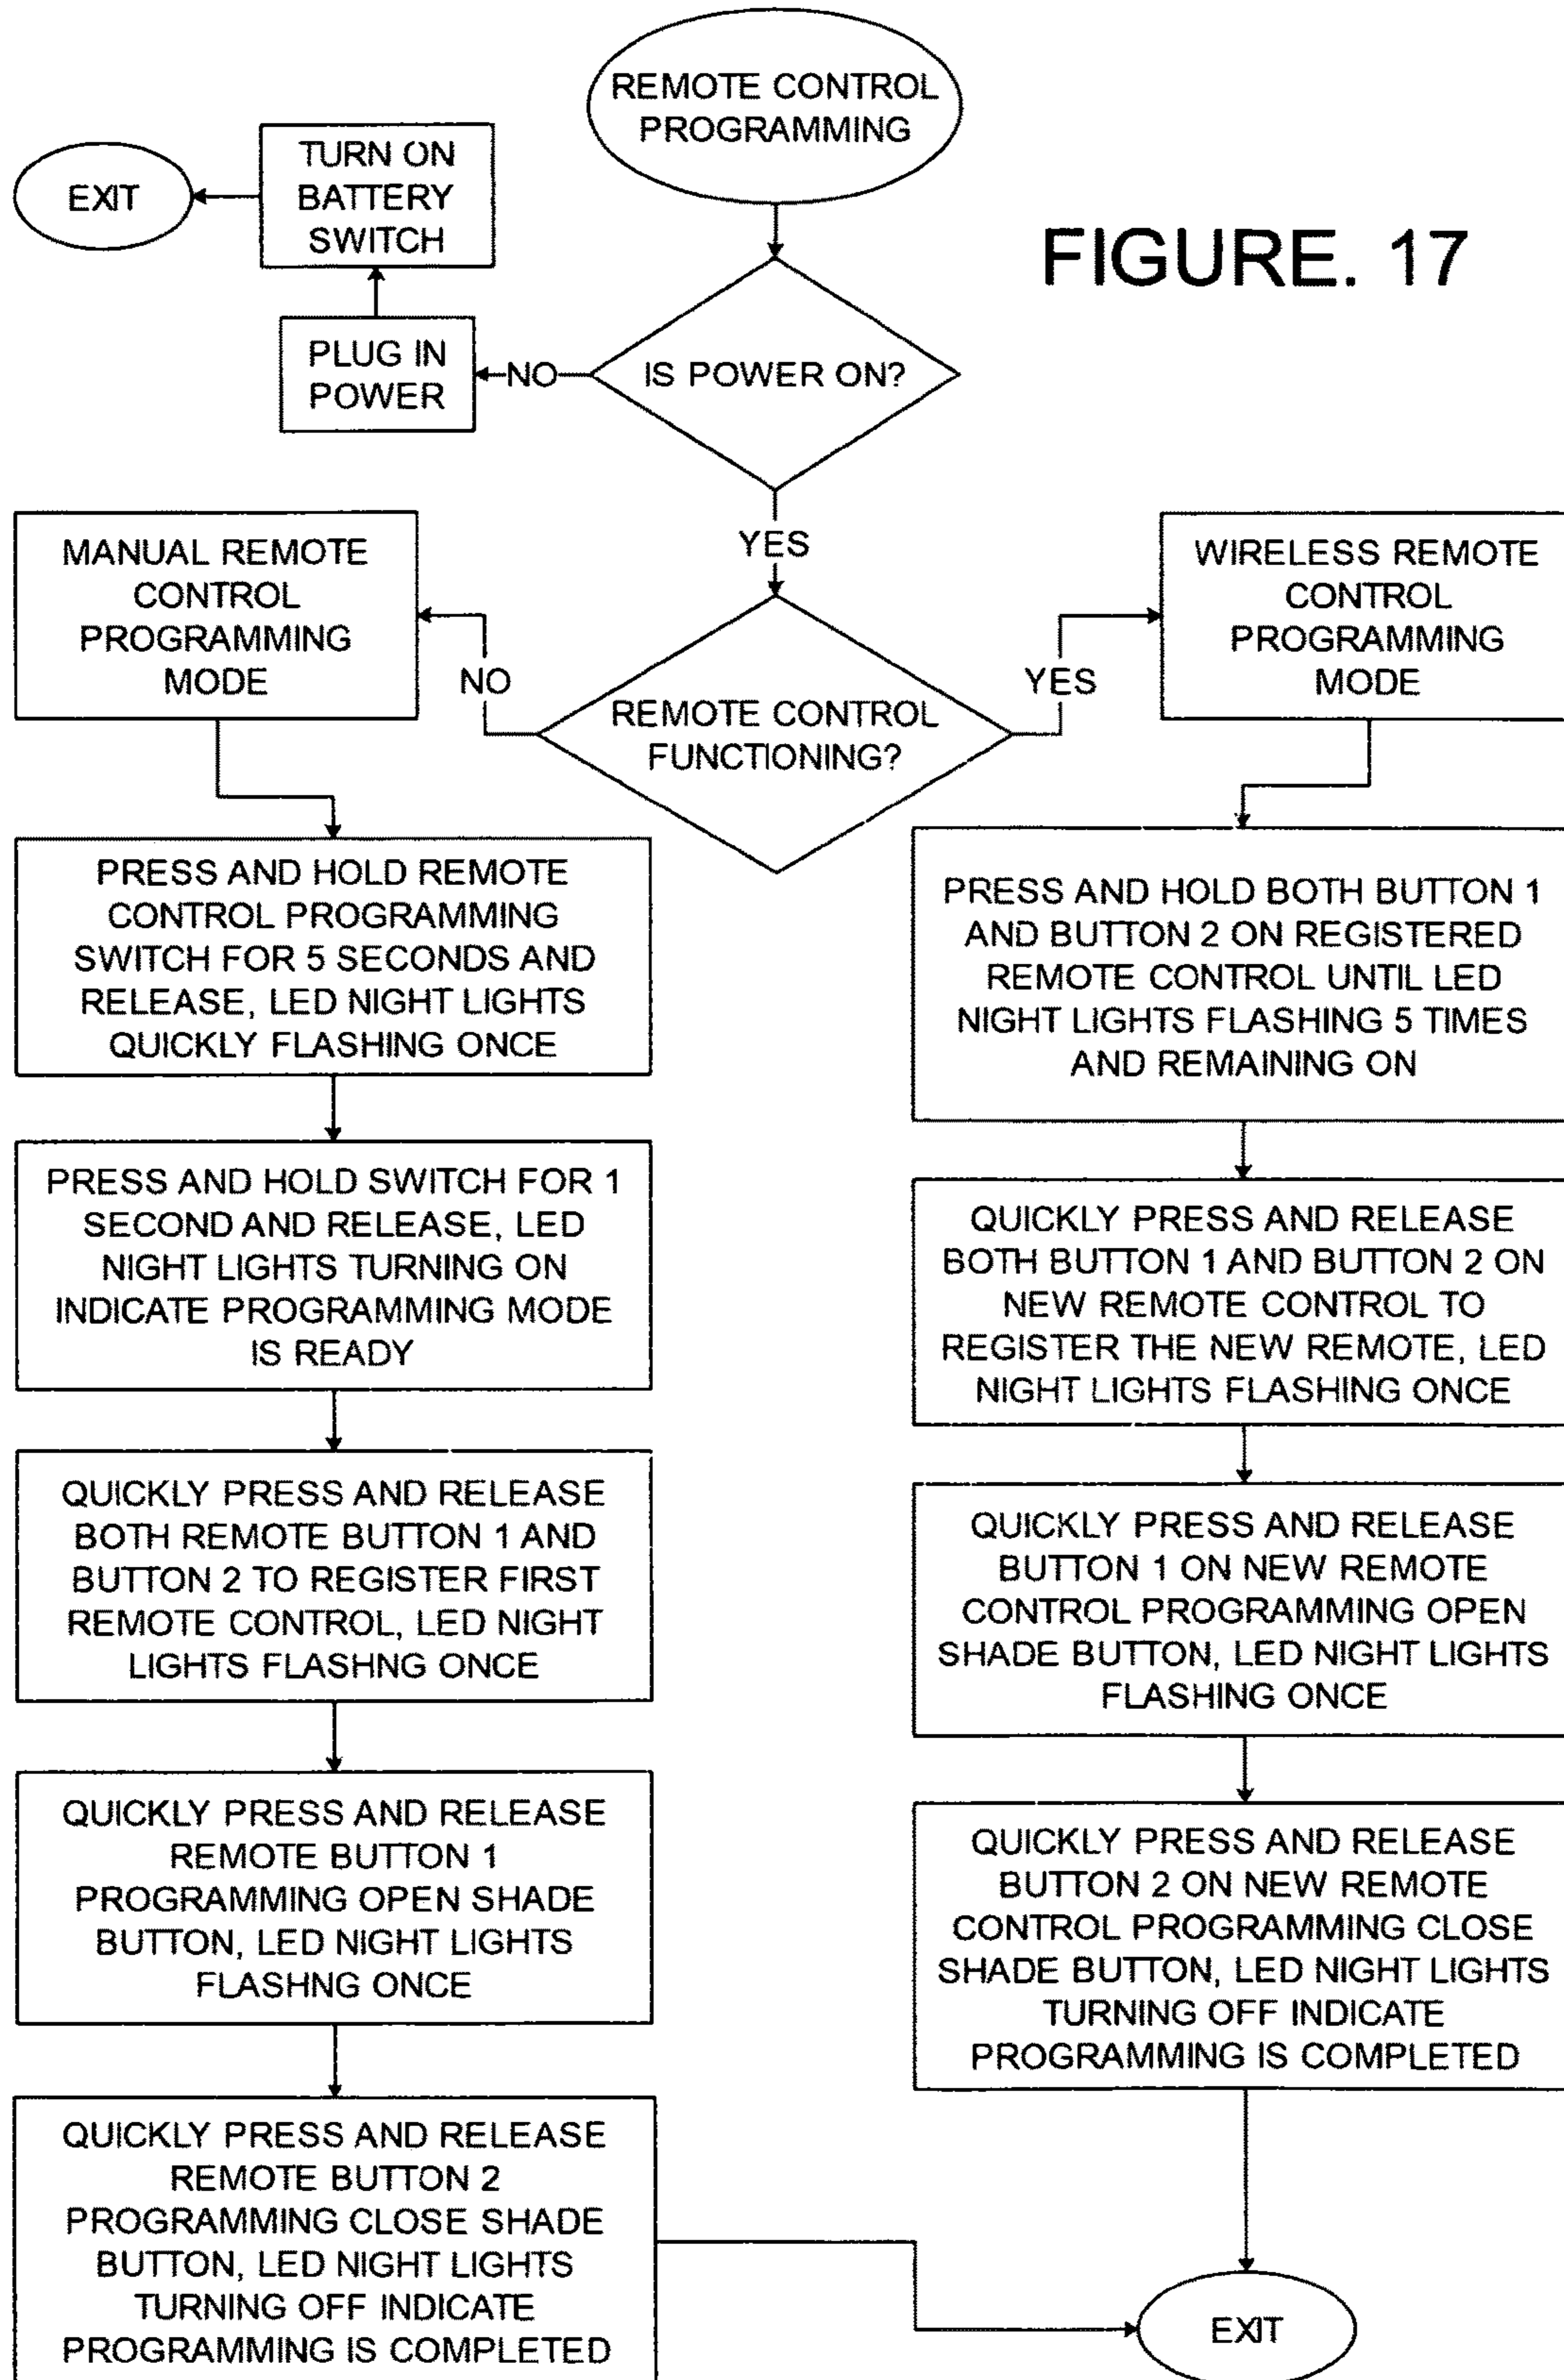 REMOTE CONTROL
PROGRAMMING
TURN ON
BATTERY
SWITCH
EXIT
FIGURE. 17
PLUG IN
POWER
NO
IS POWER ON?
YES
MANUAL REMOTE
CONTROL
PROGRAMMING
MODE
WIRELESS REMOTE
CONTROL
PROGRAMMING
MODE
NO
YES
REMOTE CONTROL
FUNCTIONING?
PRESS AND HOLD REMOTE
CONTROL PROGRAMMING
SWITCH FOR 5 SECONDS AND
RELEASE, LED NIGHT LIGHTS
QUICKLY FLASHING ONCE
PRESS AND HOLD SWITCH FOR 1
SECOND AND RELEASE, LED
NIGHT LIGHTS TURNING ON
INDICATE PROGRAMMING MODE
IS READY
QUICKLY PRESS AND RELEASE
BOTH REMOTE BUTTON 1 AND
BUTTON 2 TO REGISTER FIRST
REMOTE CONTROL, LED NIGHT
LIGHTS FLASHNG ONCE
QUICKLY PRESS AND RELEASE
REMOTE BUTTON 1
PROGRAMMING OPEN SHADE
BUTTON, LED NIGHT LIGHTS
FLASHNG ONCE
QUICKLY PRESS AND RELEASE
REMOTE BUTTON 2
PROGRAMMING CLOSE SHADE
BUTTON, LED NIGHT LIGHTS
TURNING OFF INDICATE
PROGRAMMING IS COMPLETED
PRESS AND HOLD BOTH BUTTON 1
AND BUTTON 2 ON REGISTERED
REMOTE CONTROL UNTIL LED
NIGHT LIGHTS FLASHING 5 TIMES
AND REMAINING ON
QUICKLY PRESS AND RELEASE
BOTH BUTTON 1 AND BUTTON 2 ON
NEW REMOTE CONTROL TO
REGISTER THE NEW REMOTE, LED
NIGHT LIGHTS FLASHING ONCE
QUICKLY PRESS AND RELEASE
BUTTON 1 ON NEW REMOTE
CONTROL PROGRAMMING OPEN
SHADE BUTTON, LED NIGHT LIGHTS
FLASHING ONCE
QUICKLY PRESS AND RELEASE
BUTTON 2 ON NEW REMOTE
CONTROL PROGRAMMING CLOSE
SHADE BUTTON, LED NIGHT LIGHTS
TURNING OFF INDICATE
PROGRAMMING IS COMPLETED
EXIT